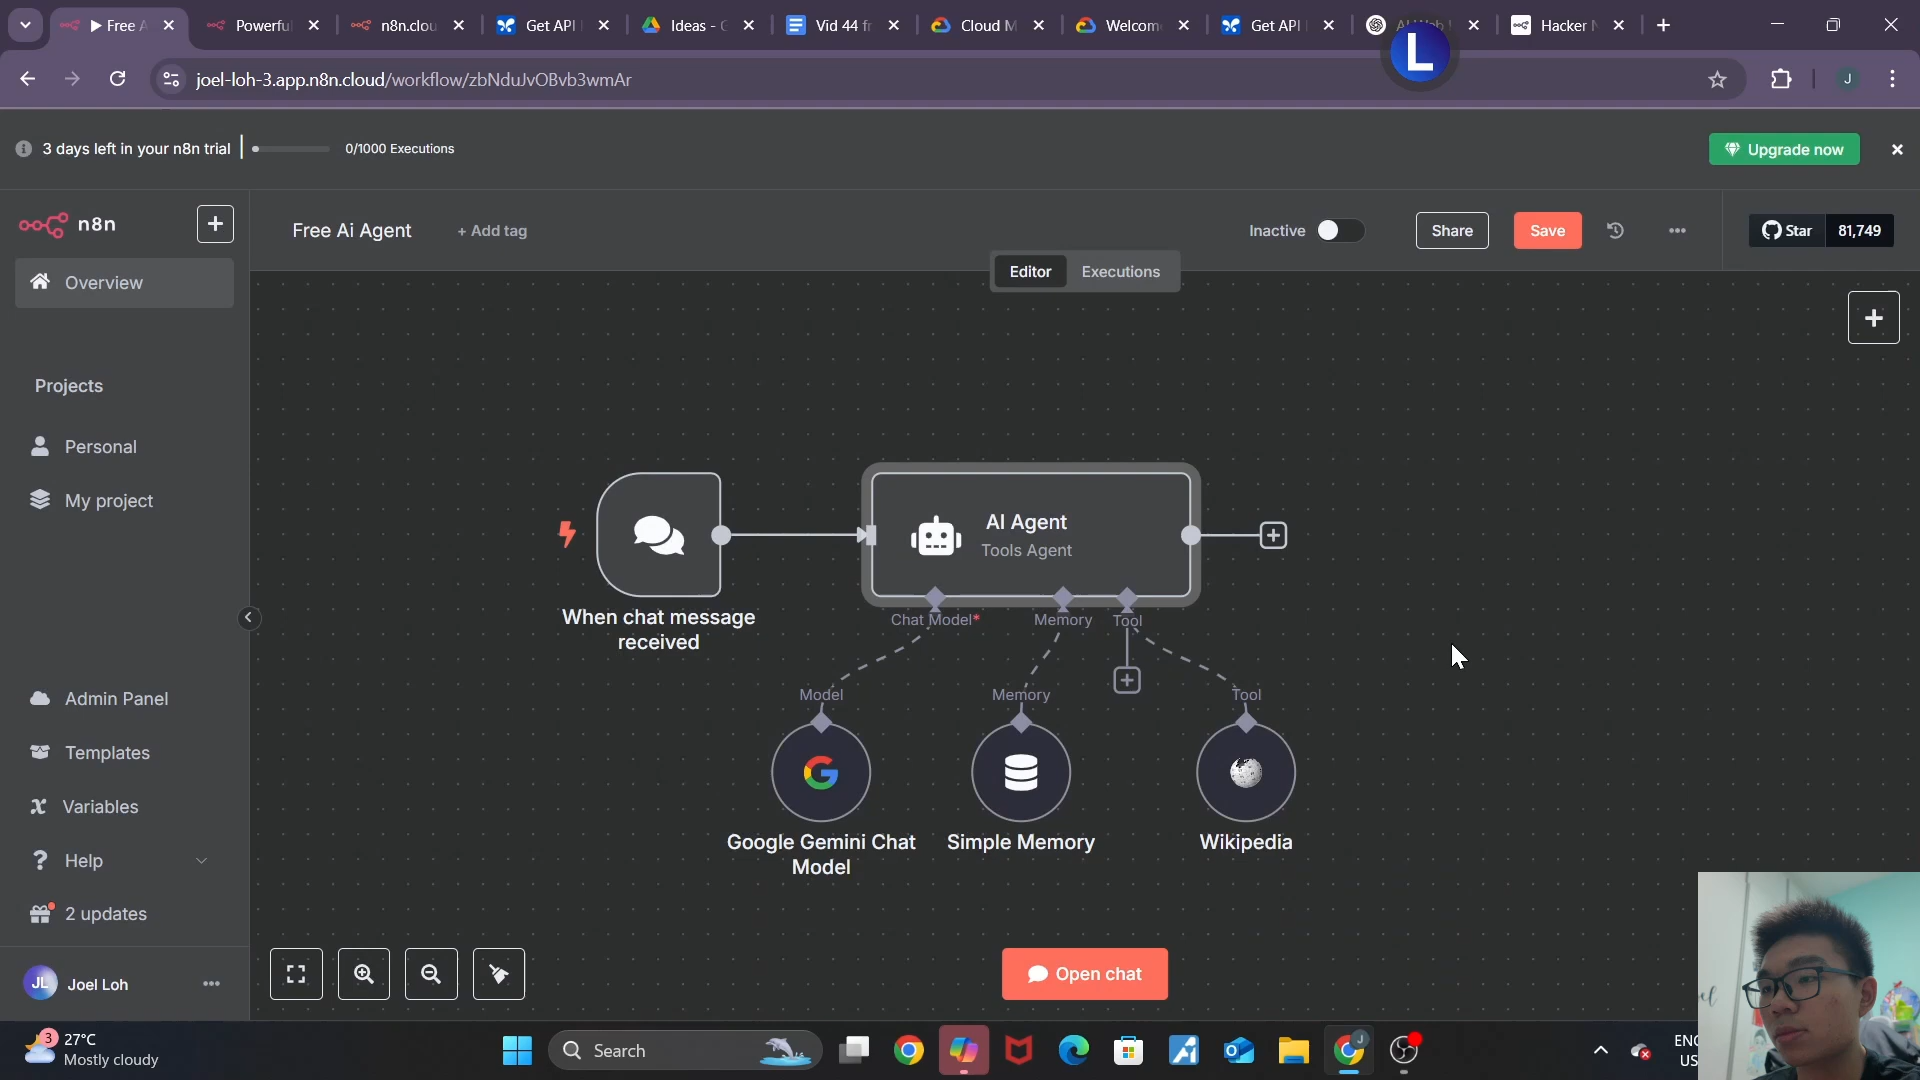 Free A
Powerfu
n8n.clou
Get API
Ideas - G
Vid 44 fr
Cloud M
Welcom
Get API
Hacker N
joel-loh-3.app.n8n.cloud/workflow/zbNduJvOBvb3wmAr
J
L
3 days left in your n8n trial
0/1000 Executions
Upgrade now
n8n
Free Ai Agent
+ Add tag
Inactive
Share
Save
Star
81,749
Editor
Executions
Overview
Projects
Personal
My project
Admin Panel
Templates
Variables
Help
2 updates
JL
Joel Loh
When chat message
received
AI Agent
Tools Agent
Chat Model*
Memory
Tool
Model
Memory
Tool
Google Gemini Chat
Model
Simple Memory
Wikipedia
Open chat
3
27°C
Mostly cloudy
Search
J
ENG
US